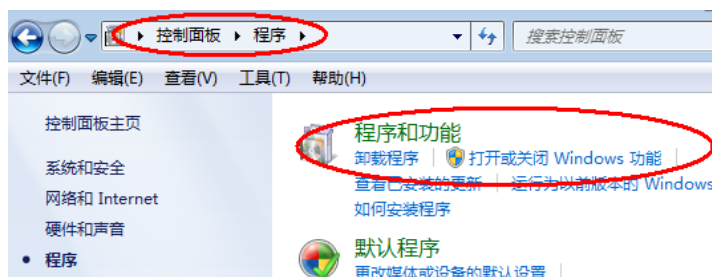 控制面板 ▸ 程序 ▸ 搜索控制面板
文件(F) 编辑(E) 查看(V) 工具(T) 帮助(H)
控制面板主页
系统和安全
网络和 Internet
硬件和声音
程序
程序和功能
卸载程序 打开或关闭 Windows 功能
查看已安装的更新 运行为以前版本的 Windows
如何安装程序
默认程序
更改媒体或设备的默认设置